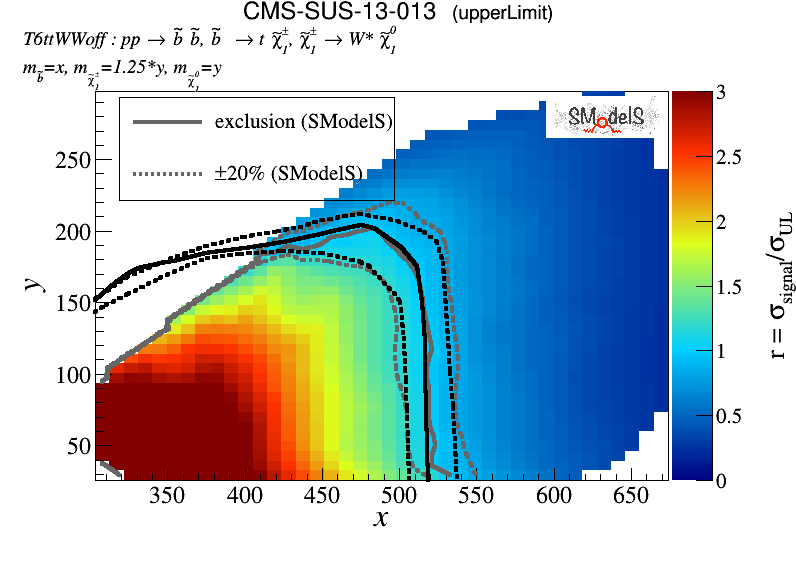 CMS-SUS-13-013 (upperLimit)
T6ttWWoff : pp → b̃ b̃, b̃ → t χ̃₁±, χ̃₁± → W* χ̃₁⁰
m_b̃=x, m_χ̃₁±=1.25*y, m_χ̃₁⁰=y
exclusion (SModelS)
±20% (SModelS)
SModelS
250
200
150
100
50
y
350 400 450 500 550 600 650
x
3
2.5
2
1.5
1
0.5
0
r = σ_signal/σ_UL